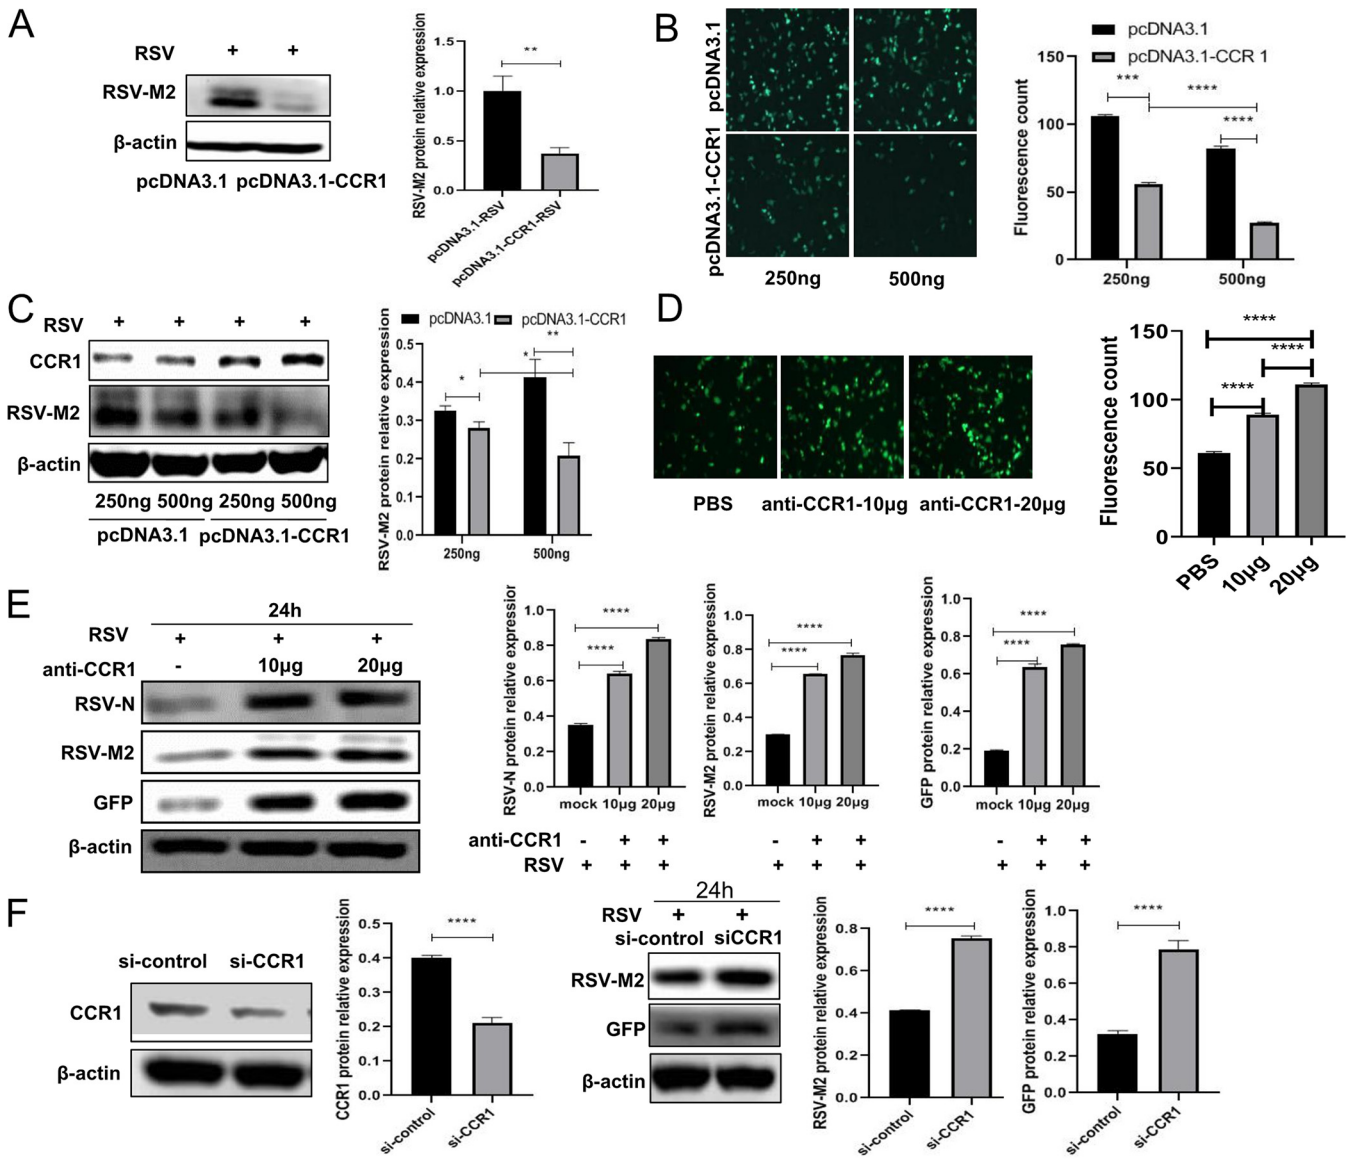 A
RSV + +
RSV-M2
β-actin
pcDNA3.1 pcDNA3.1-CCR1
RSV-M2 protein relative expression
1.5
1.0
0.5
0.0
**
pcDNA3.1-RSV
pcDNA3.1-CCR1-RSV
B
pcDNA3.1
pcDNA3.1-CCR1
250ng 500ng
pcDNA3.1
pcDNA3.1-CCR 1
Fluorescence count
150
100
50
0
***
****
****
250ng 500ng
C
RSV + + + +
CCR1
RSV-M2
β-actin
250ng 500ng 250ng 500ng
pcDNA3.1 pcDNA3.1-CCR1
pcDNA3.1 pcDNA3.1-CCR1
RSV-M2 protein relative expression
0.5
0.4
0.3
0.2
0.1
0.0
*
*
**
250ng 500ng
D
PBS anti-CCR1-10μg anti-CCR1-20μg
Fluorescence count
150
100
50
0
****
****
****
PBS
10μg
20μg
E
24h
RSV + + +
anti-CCR1 - 10μg 20μg
RSV-N
RSV-M2
GFP
β-actin
RSV-N protein relative expression
1.0
0.8
0.6
0.4
0.2
0.0
****
****
mock 10μg 20μg
RSV-M2 protein relative expression
1.0
0.8
0.6
0.4
0.2
0.0
****
****
mock 10μg 20μg
GFP protein relative expression
0.8
0.6
0.4
0.2
0.0
****
****
mock 10μg 20μg
anti-CCR1 - + + - + + - + +
RSV + + + + + + + + +
F
si-control si-CCR1
CCR1
β-actin
CCR1 protein relative expression
0.5
0.4
0.3
0.2
0.1
0.0
****
si-control
si-CCR1
24h
RSV + +
si-control siCCR1
RSV-M2
GFP
β-actin
RSV-M2 protein relative expression
0.8
0.6
0.4
0.2
0.0
****
si-control
si-CCR1
GFP protein relative expression
1.0
0.8
0.6
0.4
0.2
0.0
****
si-control
si-CCR1